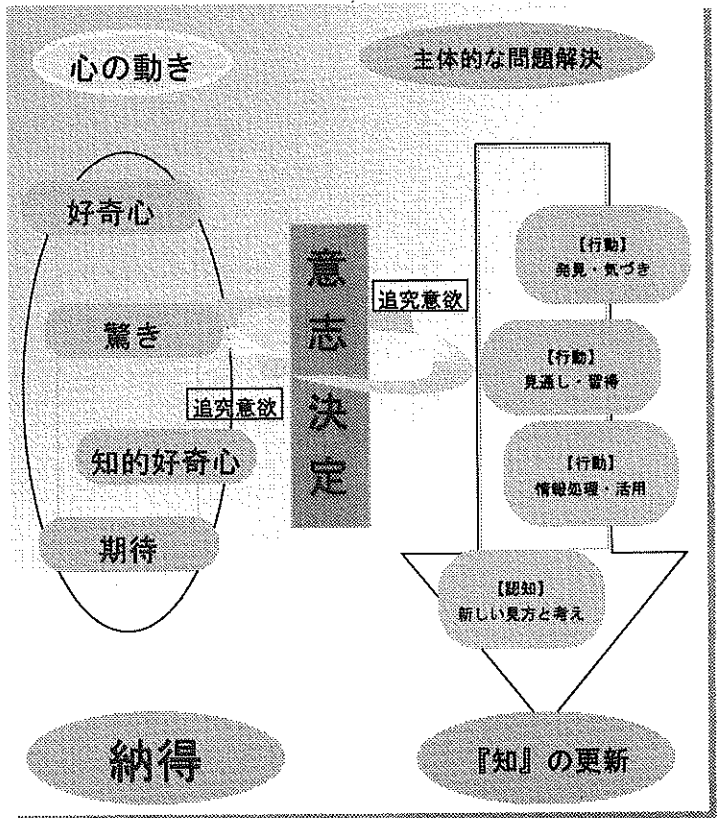 心の動き
主体的な問題解決
好奇心
驚き
追究意欲
知的好奇心
期待
意志決定
追究意欲
【行動】
発見・気づき
【行動】
見通し・習得
【行動】
情報処理・活用
【認知】
新しい見方と考え
納得
『知』の更新